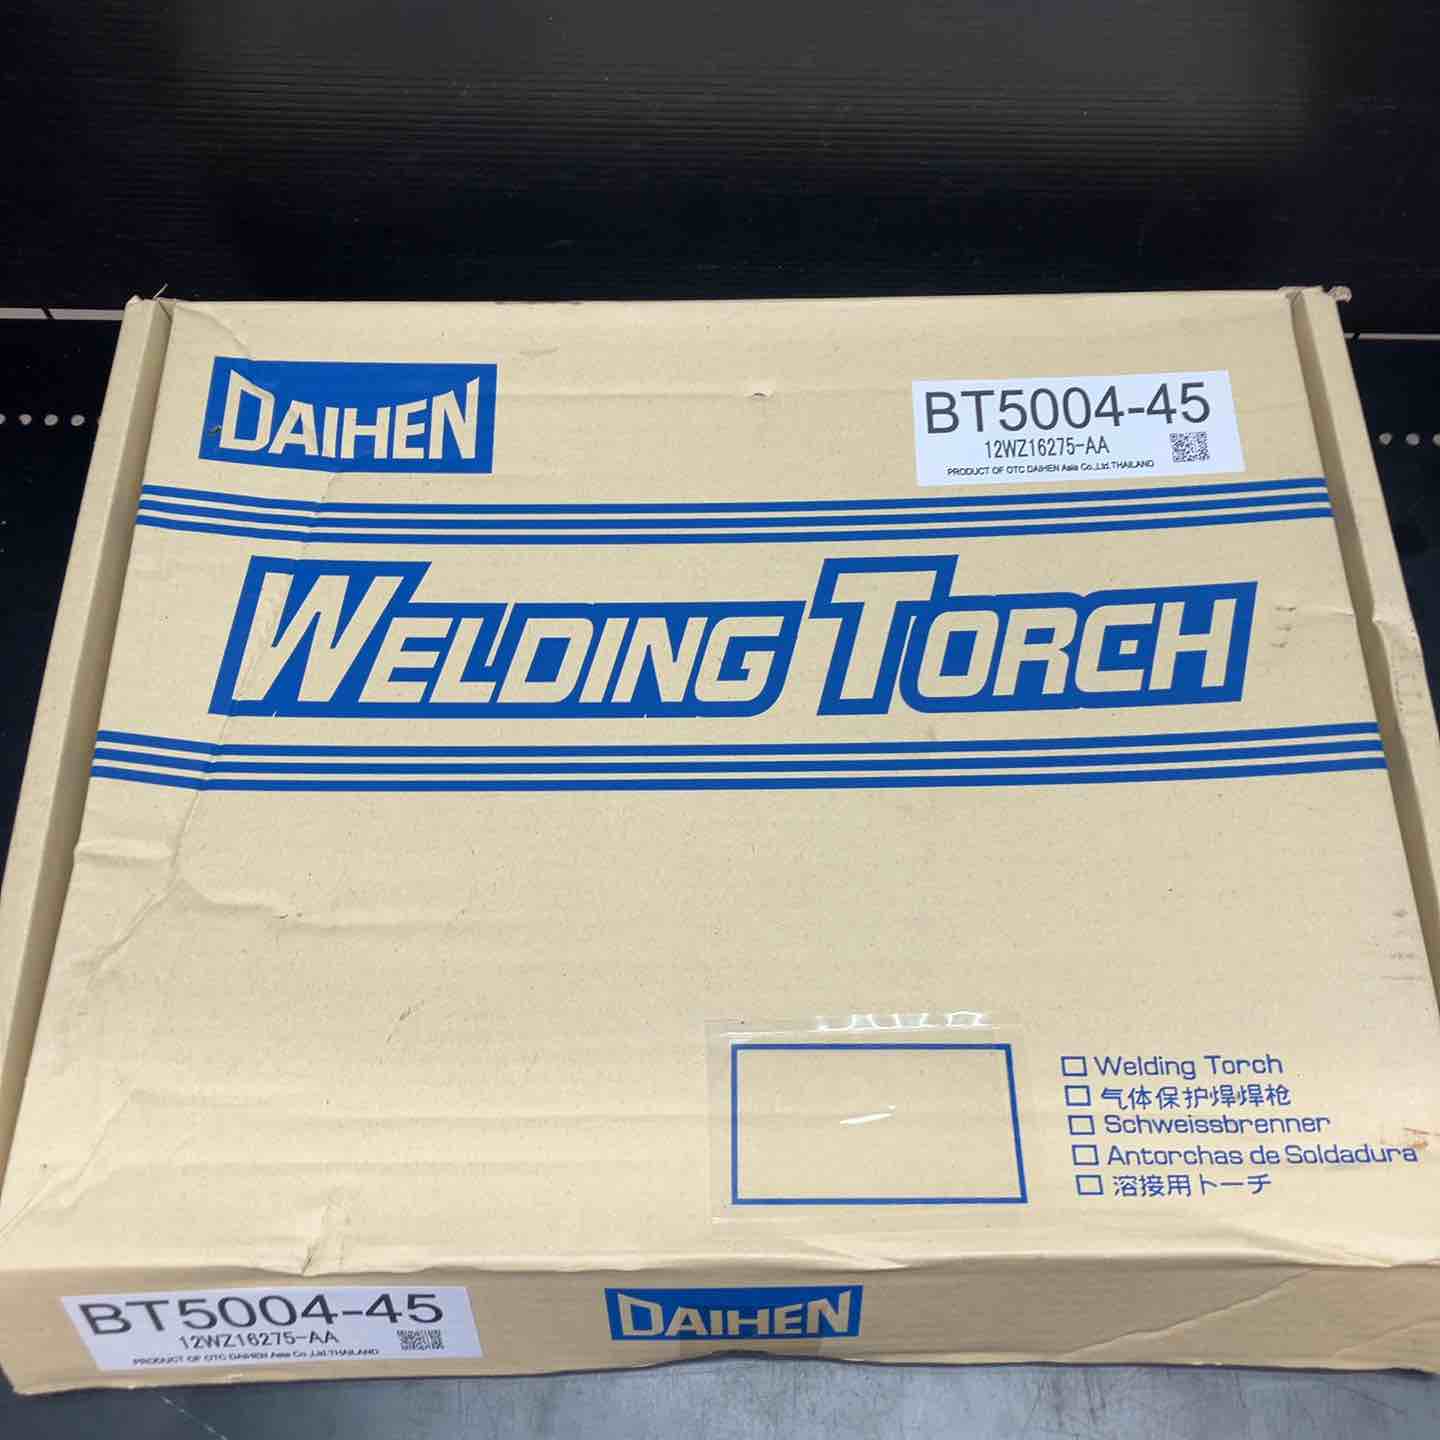 DAIHEN
BT5004-45
12WZ16275-AA
PRODUCT OF OTC DAIHEN Asia Co.,Ltd.THAILAND
WELDING TORCH
Welding Torch
气体保护焊焊枪
Schweissbrenner
Antorchas de Soldadura
溶接用トーチ
BT5004-45
12WZ16275-AA
PRODUCT OF OTC DAIHEN Asia Co.,Ltd.THAILAND
DAIHEN